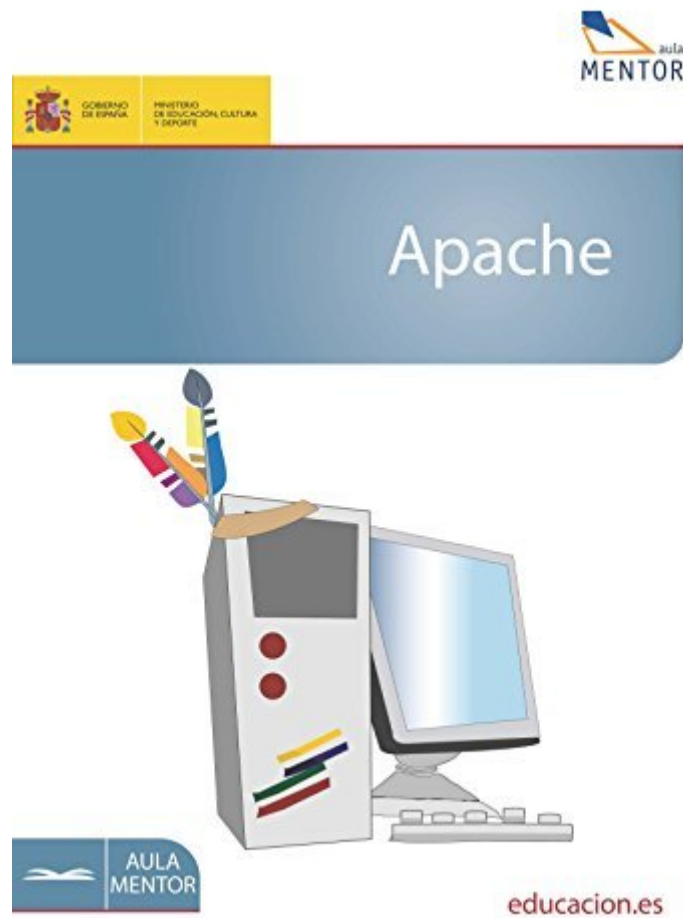 aula
MENTOR
GOBIERNO
DE ESPAÑA
MINISTERIO
DE EDUCACIÓN, CULTURA
Y DEPORTE
Apache
AULA
MENTOR
educacion.es